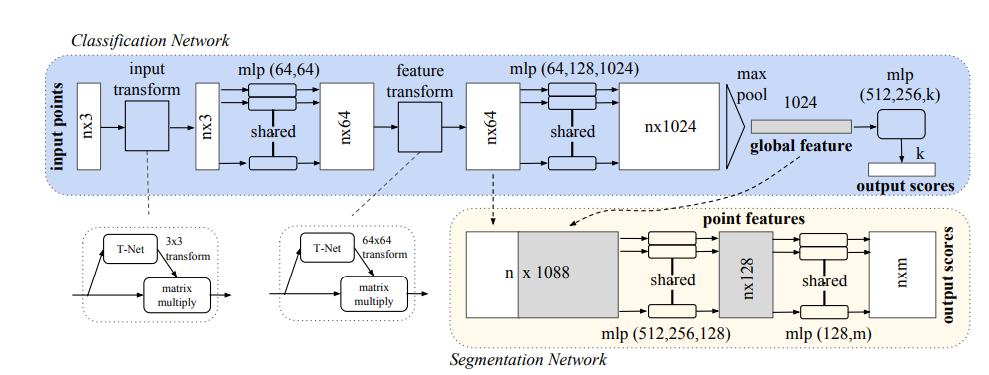 Classification Network
input points
nx3
input
transform
nx3
mlp (64,64)
shared
nx64
feature
transform
nx64
mlp (64,128,1024)
shared
nx1024
max
pool
1024
global feature
mlp
(512,256,k)
k
output scores
T-Net
3x3
transform
matrix
multiply
T-Net
64x64
transform
matrix
multiply
point features
n x 1088
shared
mlp (512,256,128)
nx128
shared
mlp (128,m)
nxm
output scores
Segmentation Network